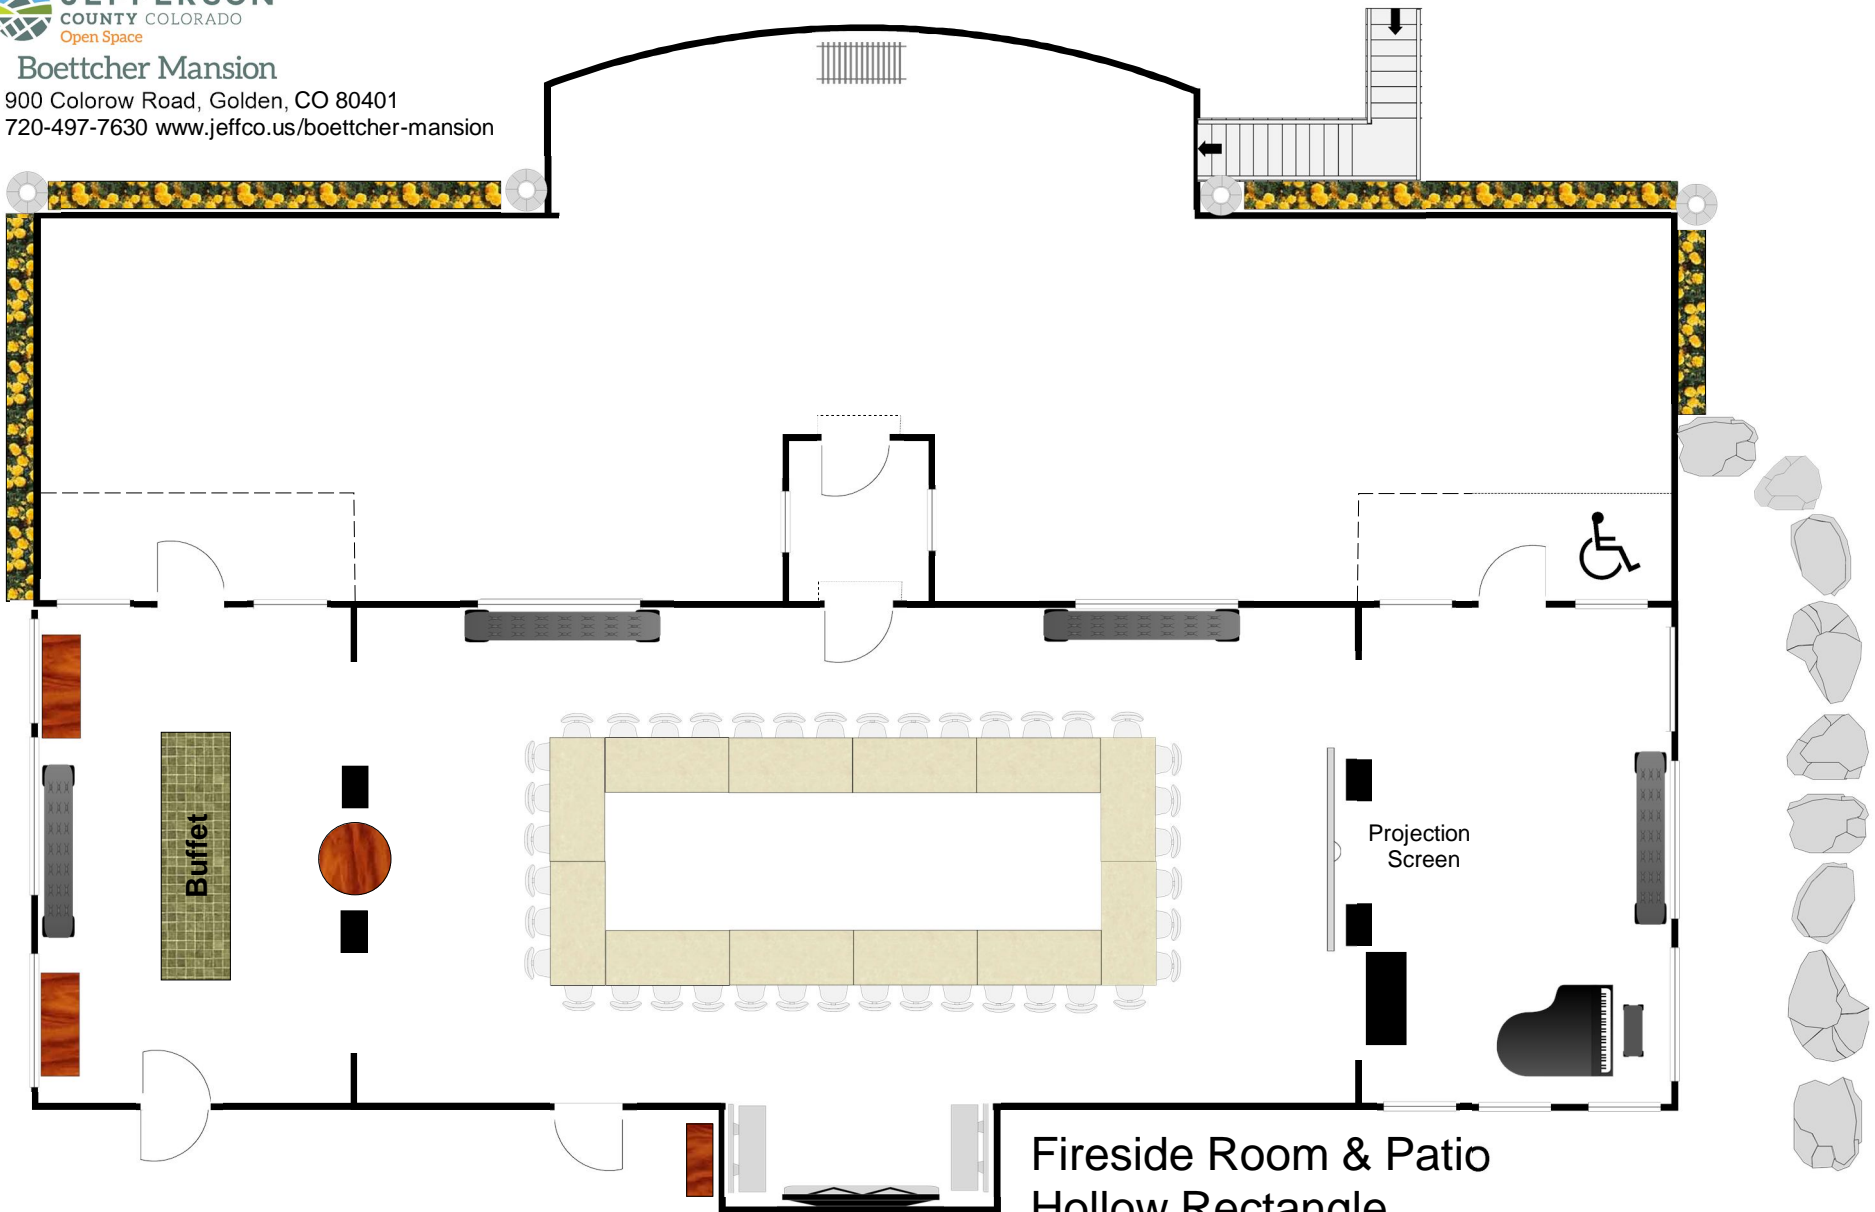 JEFFERSON
COUNTY COLORADO
Open Space
Boettcher Mansion
900 Colorow Road, Golden, CO 80401
720-497-7630 www.jeffco.us/boettcher-mansion
Buffet
Projection
Screen
Fireside Room & Patio
Hollow Rectangle